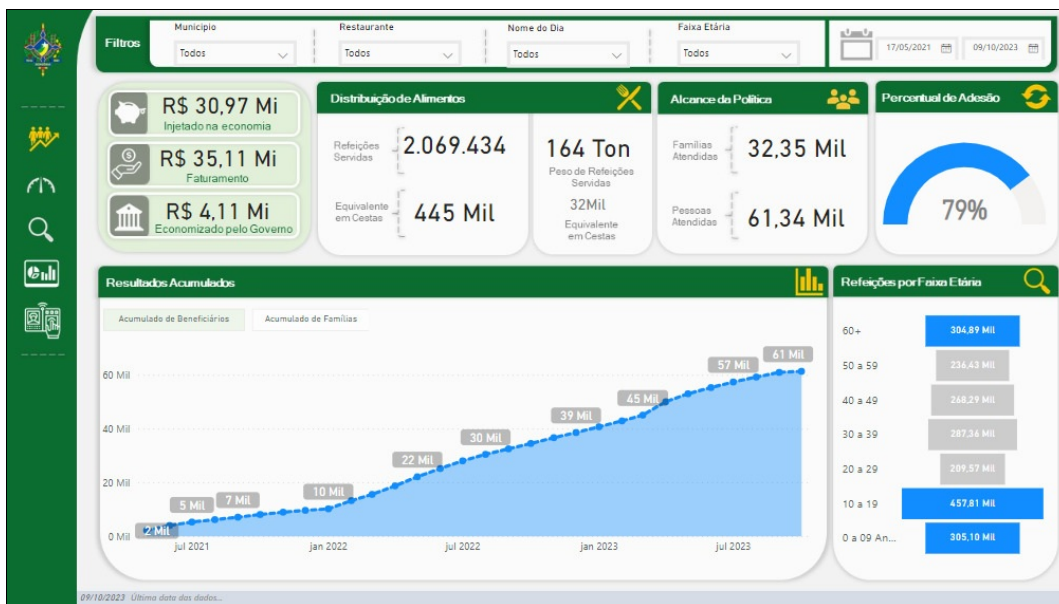 Filtros
Município
Todos
Restaurante
Todos
Nome do Dia
Todos
Faixa Etária
Todos
17/05/2021
09/10/2023
R$ 30,97 Mi
Injetado na economia
R$ 35,11 Mi
Faturamento
R$ 4,11 Mi
Economizado pelo Governo
Distribuição de Alimentos
Refeições
Servidas
2.069.434
Equivalente
em Cestas
445 Mil
164 Ton
Peso de Refeições
Servidas
32Mil
Equivalente
em Cestas
Alcance da Política
Famílias
Atendidas
32,35 Mil
Pessoas
Atendidas
61,34 Mil
Percentual de Adesão
79%
Resultados Acumulados
Acumulado de Beneficiários
Acumulado de Famílias
60 Mil
40 Mil
20 Mil
0 Mil
2 Mil
5 Mil
7 Mil
10 Mil
22 Mil
30 Mil
39 Mil
45 Mil
57 Mil
61 Mil
jul 2021
jan 2022
jul 2022
jan 2023
jul 2023
Refeições por Faixa Etária
60+ 304,89 Mil
50 a 59 236,43 Mil
40 a 49 268,29 Mil
30 a 39 287,36 Mil
20 a 29 209,57 Mil
10 a 19 457,81 Mil
0 a 09 An... 305,10 Mil
09/10/2023 Última data dos dados...